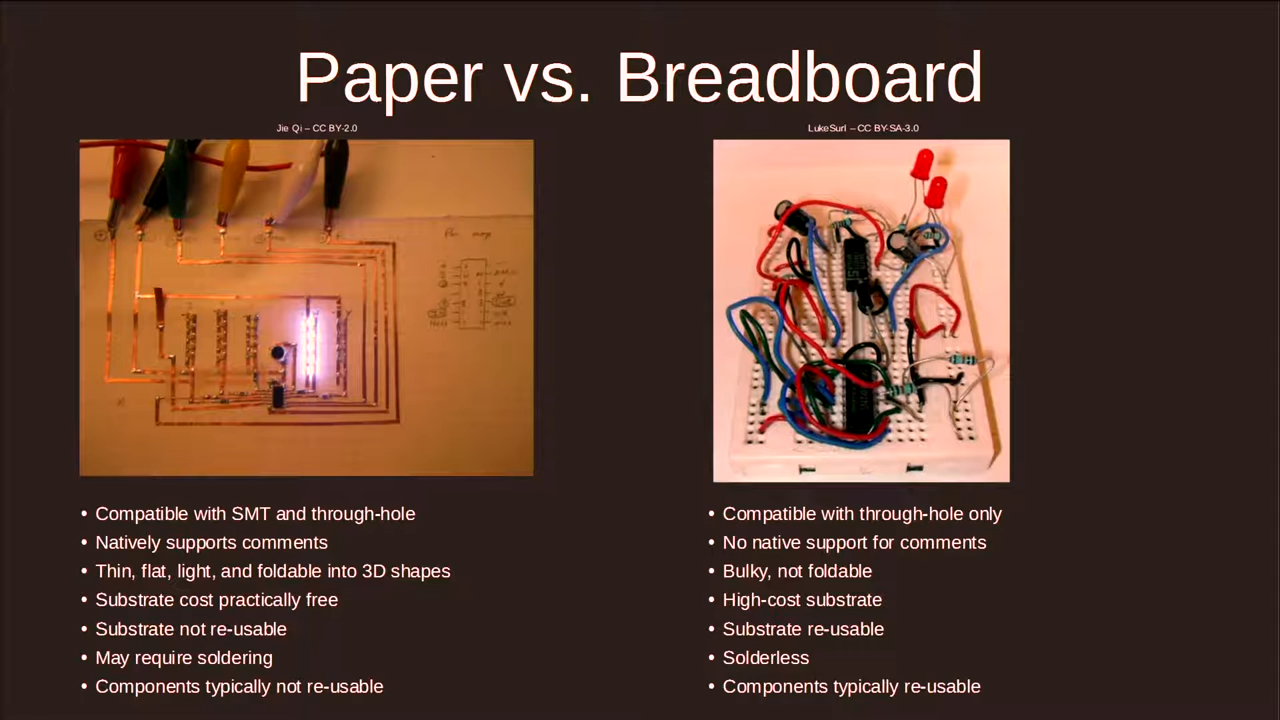 Paper vs. Breadboard
Jie Qi – CC BY-2.0
LukeSurl – CC BY-SA-3.0
• Compatible with SMT and through-hole
• Natively supports comments
• Thin, flat, light, and foldable into 3D shapes
• Substrate cost practically free
• Substrate not re-usable
• May require soldering
• Components typically not re-usable
• Compatible with through-hole only
• No native support for comments
• Bulky, not foldable
• High-cost substrate
• Substrate re-usable
• Solderless
• Components typically re-usable